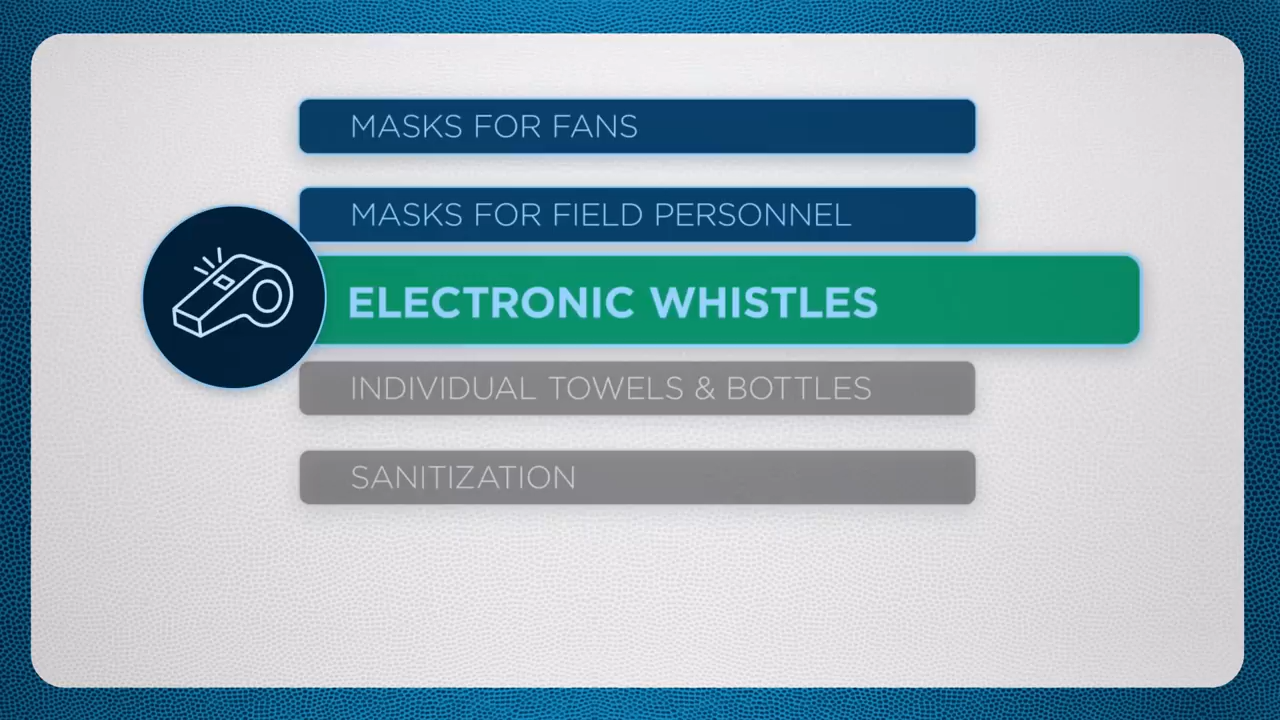 MASKS FOR FANS
MASKS FOR FIELD PERSONNEL
ELECTRONIC WHISTLES
INDIVIDUAL TOWELS & BOTTLES
SANITIZATION